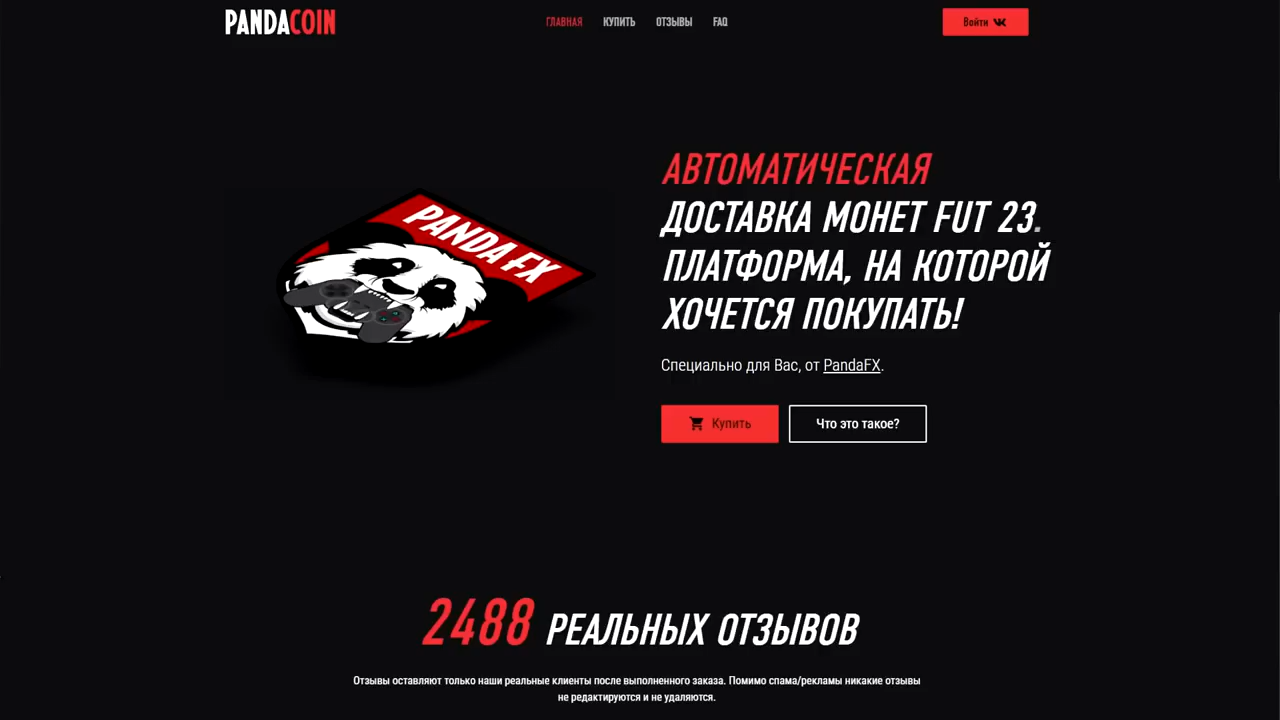 PANDACOIN
ГЛАВНАЯ КУПИТЬ ОТЗЫВЫ FAQ
Войти
PANDA FX
АВТОМАТИЧЕСКАЯ
ДОСТАВКА МОНЕТ FUT 23.
ПЛАТФОРМА, НА КОТОРОЙ
ХОЧЕТСЯ ПОКУПАТЬ!
Специально для Вас, от PandaFX.
Купить
Что это такое?
2488 РЕАЛЬНЫХ ОТЗЫВОВ
Отзывы оставляют только наши реальные клиенты после выполненного заказа. Помимо спама/рекламы никакие отзывы
не редактируются и не удаляются.